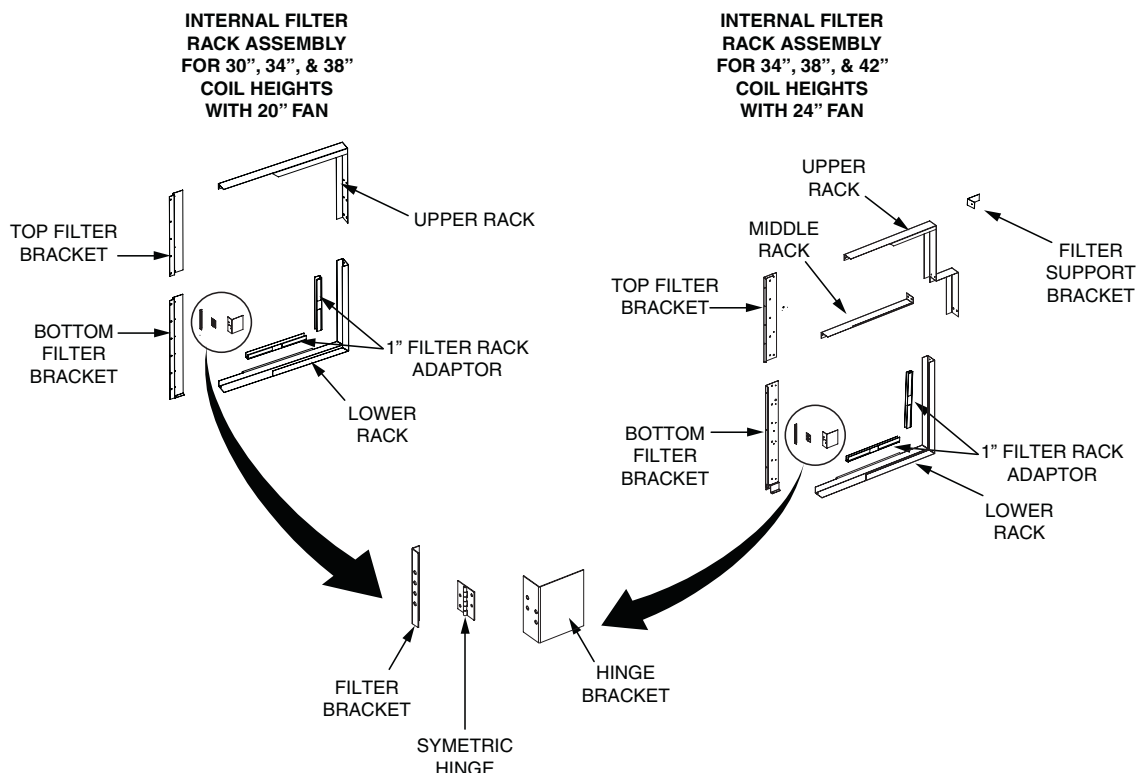 INTERNAL FILTER
RACK ASSEMBLY
FOR 30”, 34”, & 38”
COIL HEIGHTS
WITH 20” FAN
UPPER RACK
TOP FILTER
BRACKET
BOTTOM
FILTER
BRACKET
1” FILTER RACK
ADAPTOR
LOWER
RACK
INTERNAL FILTER
RACK ASSEMBLY
FOR 34”, 38”, & 42”
COIL HEIGHTS
WITH 24” FAN
UPPER
RACK
MIDDLE
RACK
FILTER
SUPPORT
BRACKET
TOP FILTER
BRACKET
BOTTOM
FILTER
BRACKET
1” FILTER RACK
ADAPTOR
LOWER
RACK
FILTER
BRACKET
SYMETRIC
HINGE
HINGE
BRACKET